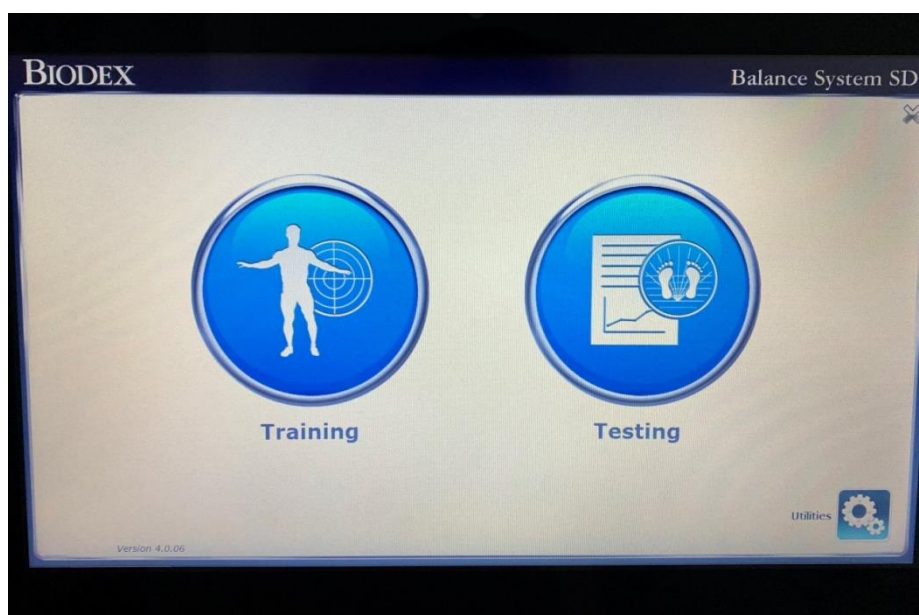 BIODEX
Balance System SD
Training
Testing
Utilities
Version 4.0.06